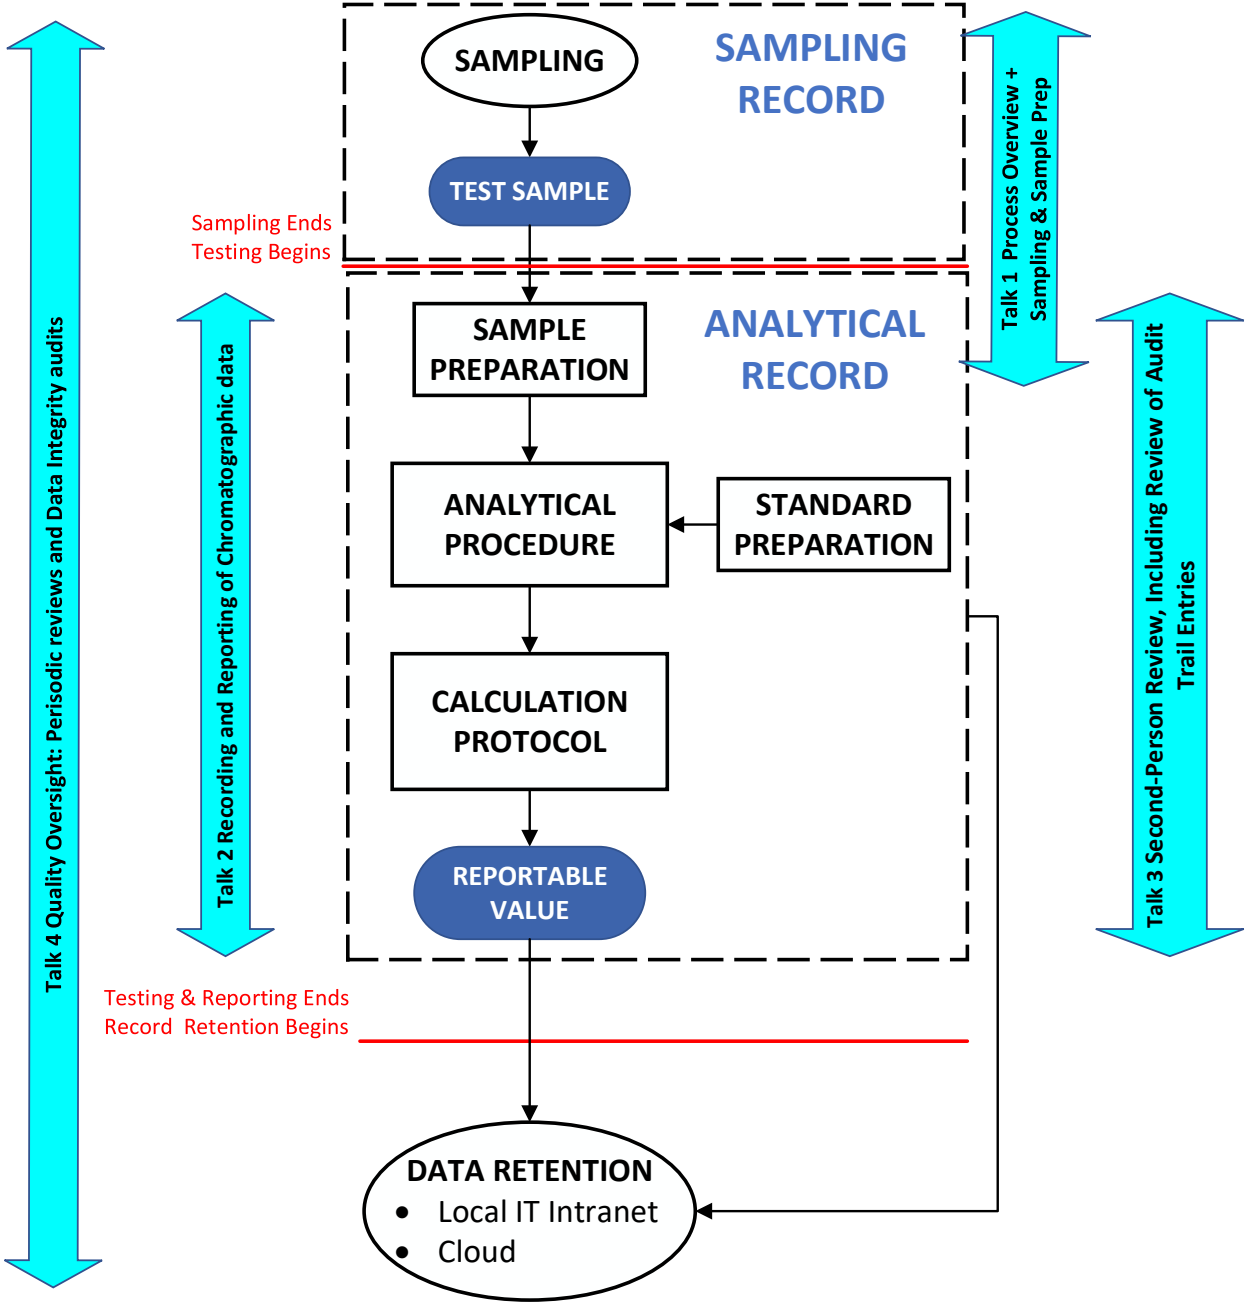 SAMPLING
SAMPLING
RECORD
TEST SAMPLE
Sampling Ends
Testing Begins
Talk 1  Process Overview +
Sampling & Sample Prep
SAMPLE
PREPARATION
ANALYTICAL
RECORD
ANALYTICAL
PROCEDURE
STANDARD
PREPARATION
CALCULATION
PROTOCOL
REPORTABLE
VALUE
Talk 4 Quality Oversight: Perisodic reviews and Data Integrity audits
Talk 2 Recording and Reporting of Chromatographic data
Talk 3 Second-Person Review, Including Review of Audit
Trail Entries
Testing & Reporting Ends
Record  Retention Begins
DATA RETENTION
• Local IT Intranet
• Cloud